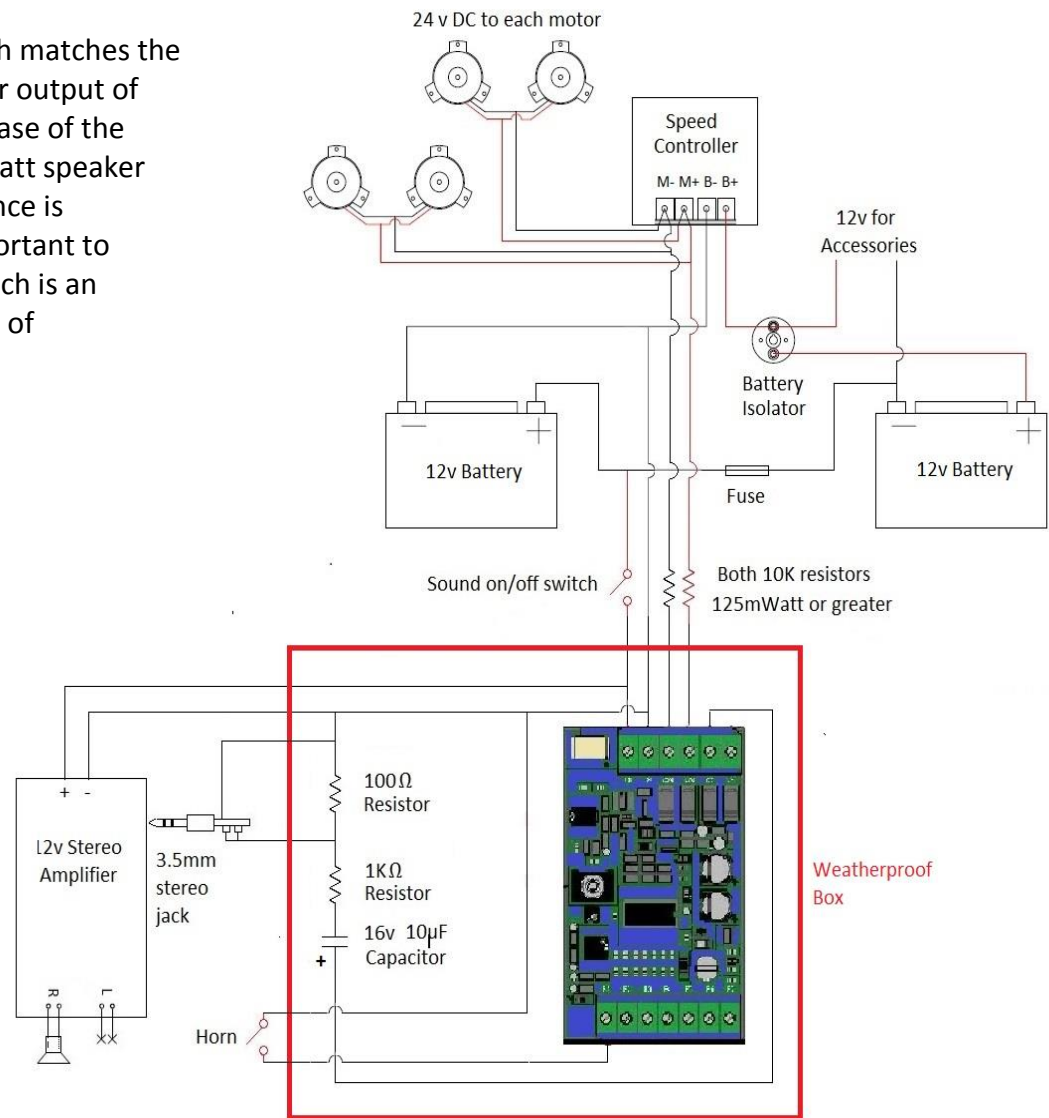 24 v DC to each motor
h matches the
r output of
ase of the
att speaker
nce is
ortant to
ch is an
of
Speed
Controller
M- M+ B- B+
12v for
Accessories
Battery
Isolator
12v Battery
12v Battery
Fuse
Sound on/off switch
Both 10K resistors
125mWatt or greater
+ -
12v Stereo
Amplifier
3.5mm
stereo
jack
100Ω
Resistor
1KΩ
Resistor
16v 10µF
Capacitor
+
Weatherproof
Box
R L
Horn